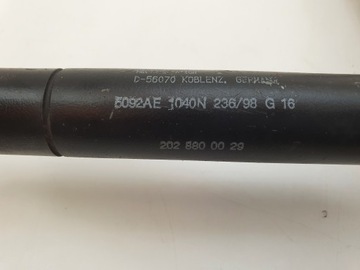 D-56070 KOBLENZ, GERMANY
5092AE 1040N 236/98 G 16
202 880 00 29